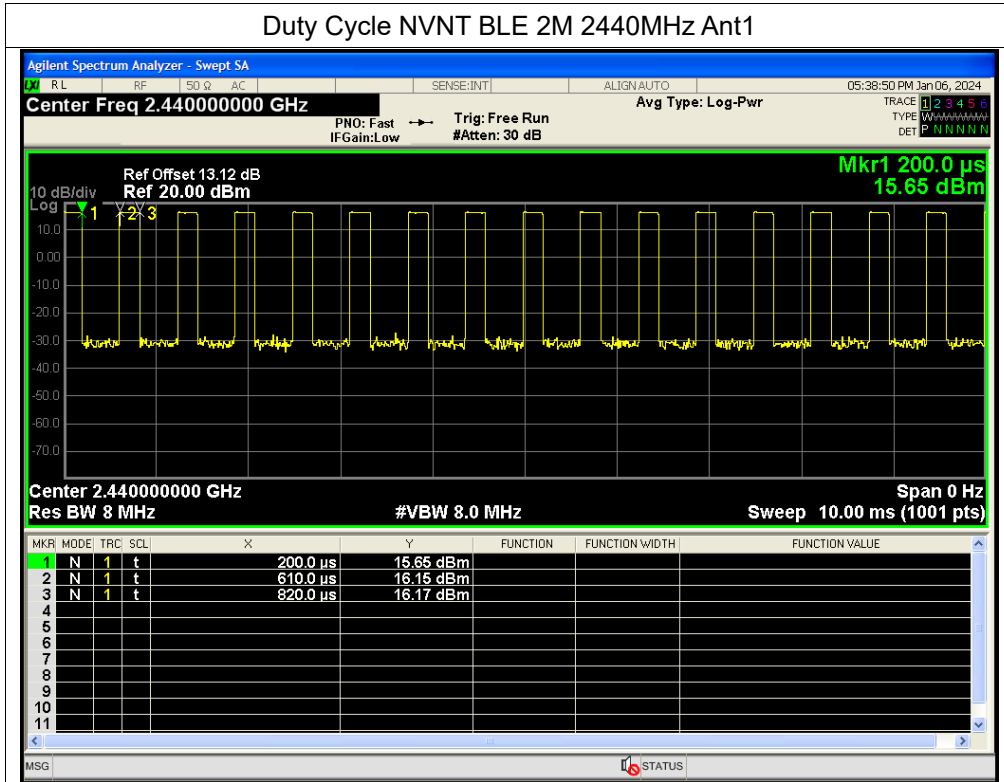 Duty Cycle NVNT BLE 2M 2440MHz Ant1
Agilent Spectrum Analyzer - Swept SA
LXI RL RF 50 Ω AC SENSE:INT ALIGNAUTO 05:38:50 PM Jan 06, 2024
Center Freq 2.440000000 GHz Avg Type: Log-Pwr TRACE 1 2 3 4 5 6
PNO: Fast Trig: Free Run TYPE WWWWWW
IFGain:Low #Atten: 30 dB DET P N N N N N
Mkr1 200.0 µs
Ref Offset 13.12 dB
10 dB/div Ref 20.00 dBm 15.65 dBm
Log 1 2 3
10.0
0.00
-10.0
-20.0
-30.0
-40.0
-50.0
-60.0
-70.0
Center 2.440000000 GHz Span 0 Hz
Res BW 8 MHz #VBW 8.0 MHz Sweep 10.00 ms (1001 pts)
MKR MODE TRC SCL X Y FUNCTION FUNCTION WIDTH FUNCTION VALUE
1 N 1 t 200.0 µs 15.65 dBm
2 N 1 t 610.0 µs 16.15 dBm
3 N 1 t 820.0 µs 16.17 dBm
4
5
6
7
8
9
10
11
MSG STATUS